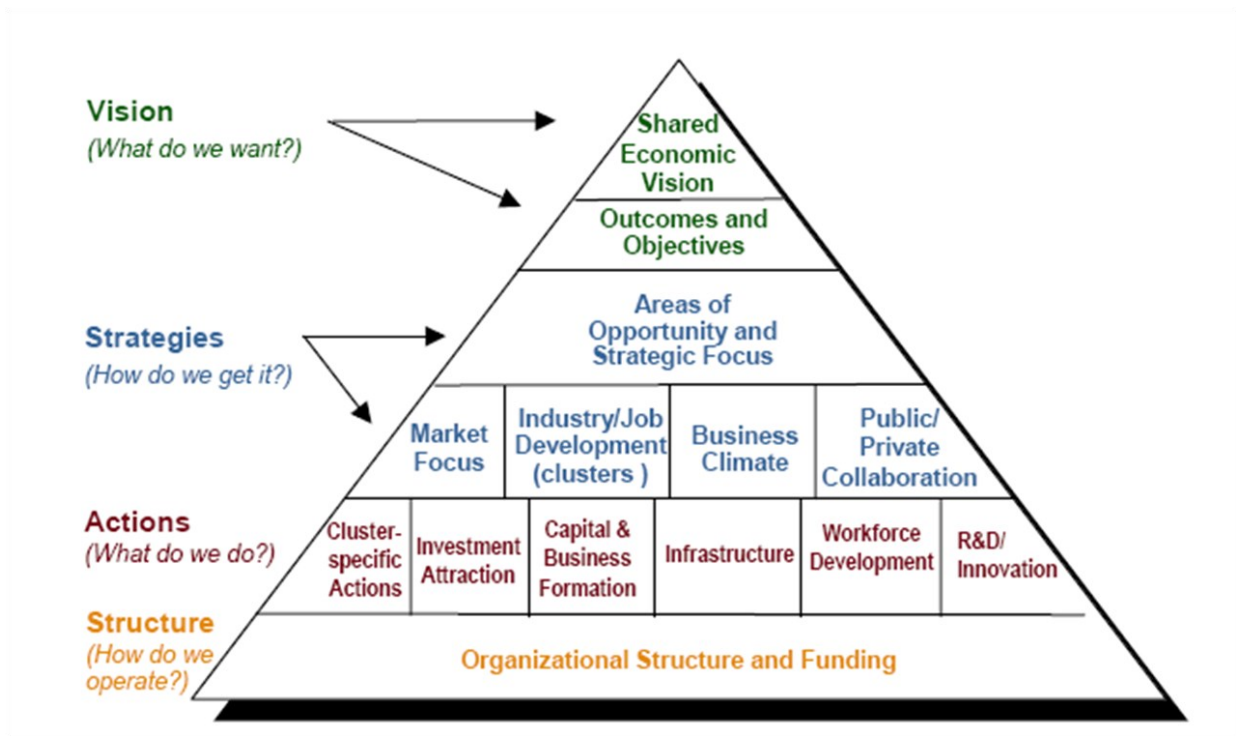 Vision
(What do we want?)
Shared
Economic
Vision
Outcomes and
Objectives
Strategies
(How do we get it?)
Areas of
Opportunity and
Strategic Focus
Market
Focus
Industry/Job
Development
(clusters )
Business
Climate
Public/
Private
Collaboration
Actions
(What do we do?)
Cluster-
specific
Actions
Investment
Attraction
Capital &
Business
Formation
Infrastructure
Workforce
Development
R&D/
Innovation
Structure
(How do we
operate?)
Organizational Structure and Funding